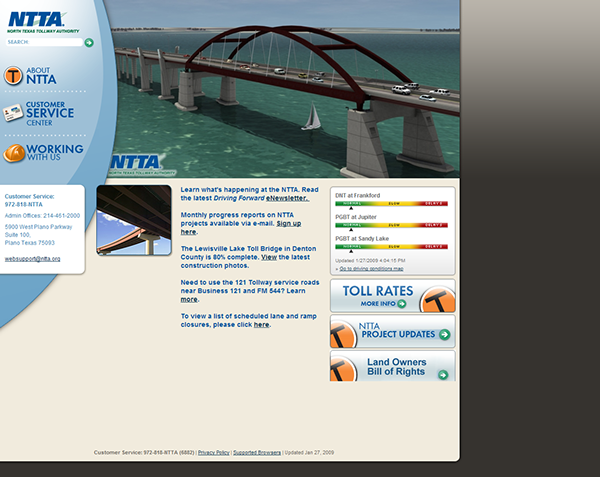 NTTA
NORTH TEXAS TOLLWAY AUTHORITY
SEARCH:
ABOUT
NTTA
CUSTOMER
SERVICE
CENTER
WORKING
WITH US
NTTA
NORTH TEXAS TOLLWAY AUTHORITY
Customer Service:
972-818-NTTA
Admin Offices: 214-461-2000
5900 West Plano Parkway
Suite 100,
Plano Texas 75093
websupport@ntta.org
Learn what's happening at the NTTA. Read
the latest Driving Forward eNewsletter.
Monthly progress reports on NTTA
projects available via e-mail. Sign up
here.
The Lewisville Lake Toll Bridge in Denton
County is 80% complete. View the latest
construction photos.
Need to use the 121 Tollway service roads
near Business 121 and FM 544? Learn
more.
To view a list of scheduled lane and ramp
closures, please click here.
DNT at Frankford
NORMAL SLOW DELAYS
PGBT at Jupiter
NORMAL SLOW DELAYS
PGBT at Sandy Lake
NORMAL SLOW DELAYS
Updated 1/27/2009 4:04:15 PM
» Go to driving conditions map
TOLL RATES
MORE INFO
NTTA
PROJECT UPDATES
Land Owners
Bill of Rights
Customer Service: 972-818-NTTA (6882) | Privacy Policy | Supported Browsers | Updated Jan 27, 2009